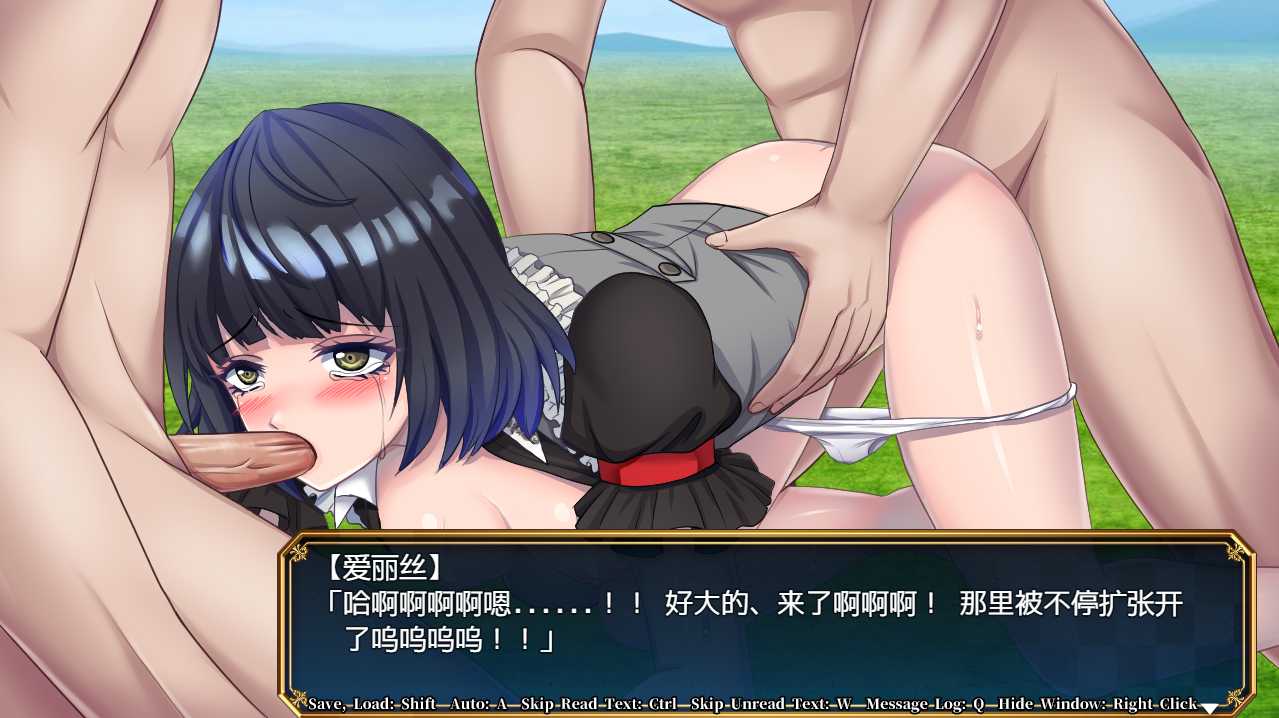 【爱丽丝】
「哈啊啊啊啊嗯......！！ 好大的、来了啊啊啊！ 那里被不停扩张开
了呜呜呜呜！！」
Save, Load: Shift Auto: A Skip Read Text: Ctrl Skip Unread Text: W Message Log: Q Hide Window: Right Click